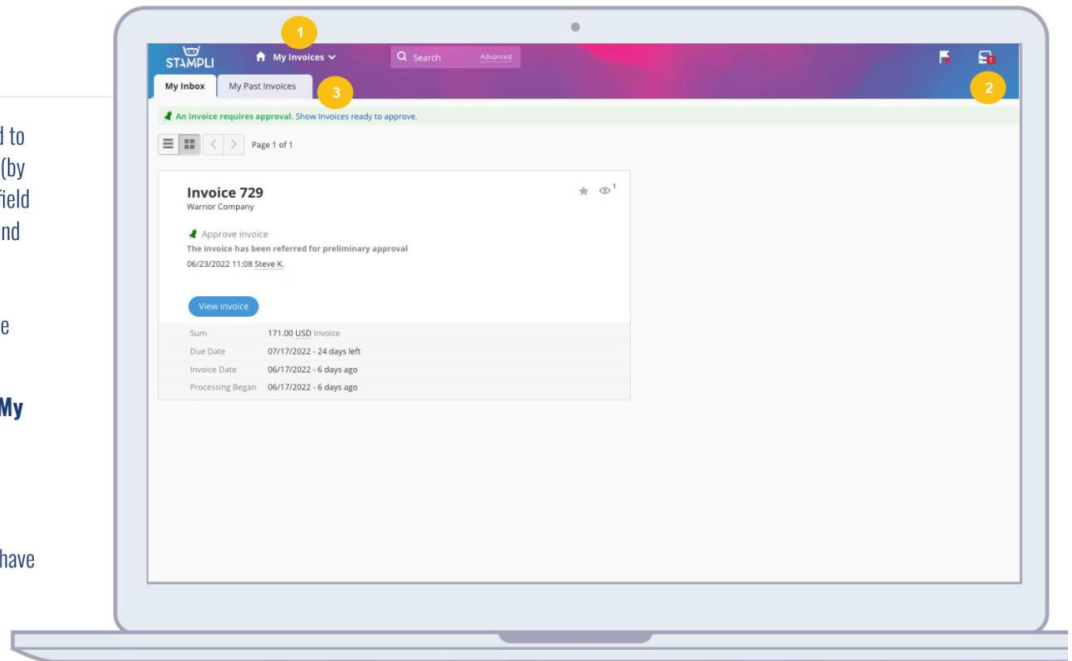 d to
(by
field
nd
e
My
have
1
STAMPLI
My Invoices
Search
Advanced
2
My Inbox
My Past Invoices
3
An invoice requires approval. Show Invoices ready to approve.
Page 1 of 1
Invoice 729
1
Warrior Company
Approve invoice
The invoice has been referred for preliminary approval
06/23/2022 11:08 Steve K.
View invoice
Sum 171.00 USD Invoice
Due Date 07/17/2022 - 24 days left
Invoice Date 06/17/2022 - 6 days ago
Processing Began 06/17/2022 - 6 days ago